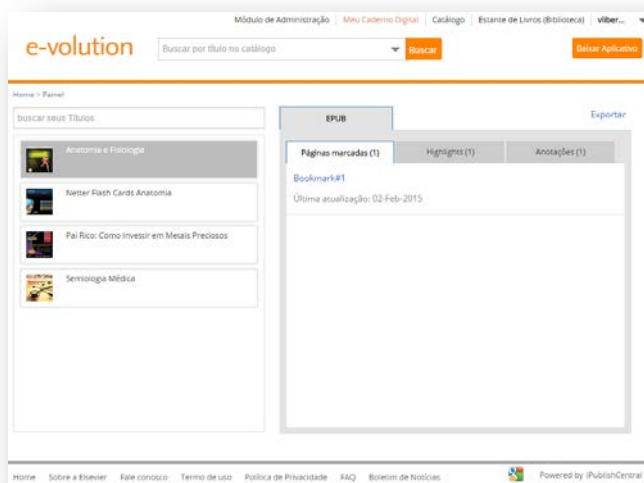 Módulo de Administração Meu Caderno Digital Catálogo Estante de Livros (Biblioteca) vilber...
e-volution
Buscar por título no catálogo
Buscar
Baixar Aplicativo
Home > Painel
buscar seus Títulos
EPUB
Exportar
Anatomia e Fisiologia
Netter Flash Cards Anatomia
Pai Rico: Como Investir em Metais Preciosos
Semiologia Médica
Páginas marcadas (1) Highlights (1) Anotações (1)
Bookmark#1
Última atualização: 02-Feb-2015
Home Sobre a Elsevier Fale conosco Termo de uso Política de Privacidade FAQ Boletim de Notícias Powered by iPublishCentral